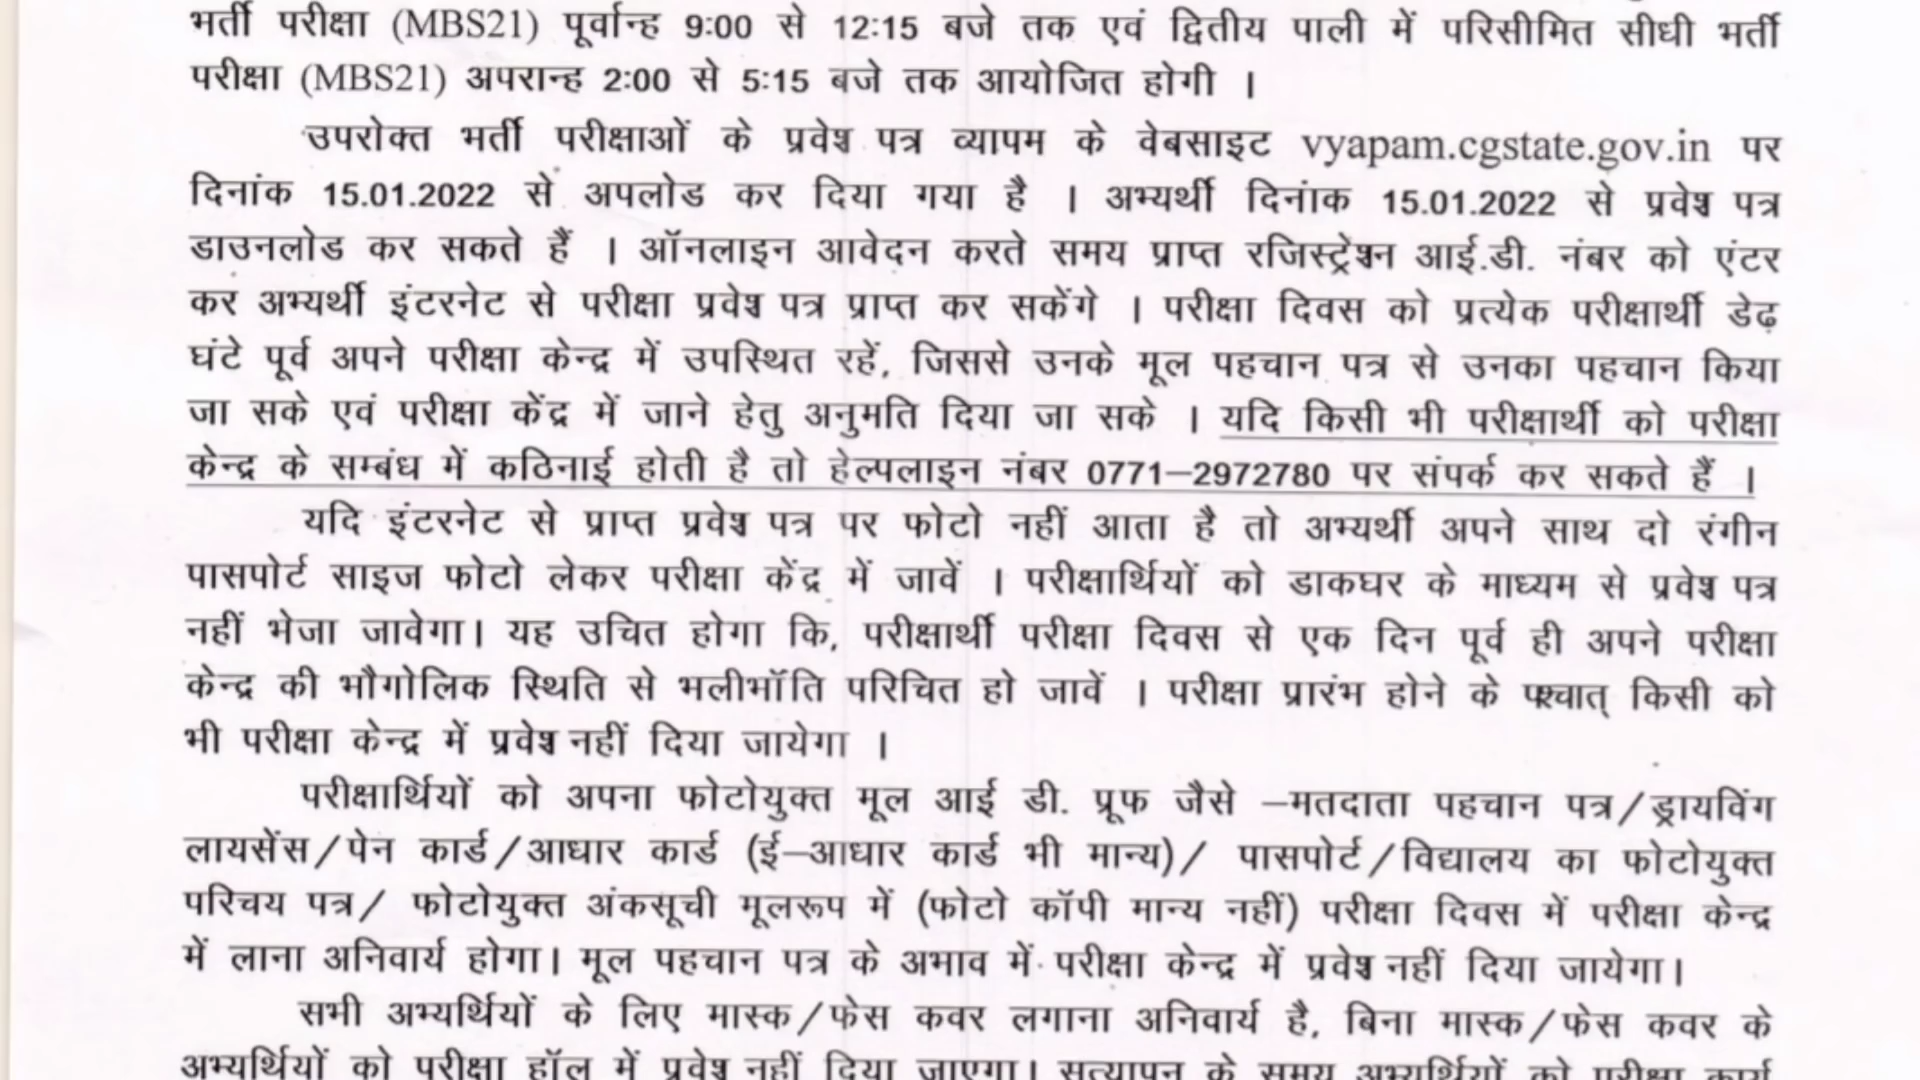 भर्ती परीक्षा (MBS21) पूर्वान्ह 9:00 से 12:15 बजे तक एवं द्वितीय पाली में परिसीमित सीधी भर्ती
परीक्षा (MBS21) अपरान्ह 2:00 से 5:15 बजे तक आयोजित होगी ।
उपरोक्त भर्ती परीक्षाओं के प्रवेश पत्र व्यापम के वेबसाइट vyapam.cgstate.gov.in पर
दिनांक 15.01.2022 से अपलोड कर दिया गया है । अभ्यर्थी दिनांक 15.01.2022 से प्रवेश पत्र
डाउनलोड कर सकते हैं । ऑनलाइन आवेदन करते समय प्राप्त रजिस्ट्रेशन आई.डी. नंबर को एंटर
कर अभ्यर्थी इंटरनेट से परीक्षा प्रवेश पत्र प्राप्त कर सकेंगे । परीक्षा दिवस को प्रत्येक परीक्षार्थी डेढ़
घंटे पूर्व अपने परीक्षा केन्द्र में उपस्थित रहें, जिससे उनके मूल पहचान पत्र से उनका पहचान किया
जा सके एवं परीक्षा केंद्र में जाने हेतु अनुमति दिया जा सके । यदि किसी भी परीक्षार्थी को परीक्षा
केन्द्र के सम्बंध में कठिनाई होती है तो हेल्पलाइन नंबर 0771–2972780 पर संपर्क कर सकते हैं ।
यदि इंटरनेट से प्राप्त प्रवेश पत्र पर फोटो नहीं आता है तो अभ्यर्थी अपने साथ दो रंगीन
पासपोर्ट साइज फोटो लेकर परीक्षा केंद्र में जावें । परीक्षार्थियों को डाकघर के माध्यम से प्रवेश पत्र
नहीं भेजा जावेगा। यह उचित होगा कि, परीक्षार्थी परीक्षा दिवस से एक दिन पूर्व ही अपने परीक्षा
केन्द्र की भौगोलिक स्थिति से भलीभॉति परिचित हो जावें । परीक्षा प्रारंभ होने के पश्चात् किसी को
भी परीक्षा केन्द्र में प्रवेश नहीं दिया जायेगा ।
परीक्षार्थियों को अपना फोटोयुक्त मूल आई डी. प्रूफ जैसे –मतदाता पहचान पत्र/ड्रायविंग
लायसेंस/पेन कार्ड/आधार कार्ड (ई–आधार कार्ड भी मान्य)/ पासपोर्ट/विद्यालय का फोटोयुक्त
परिचय पत्र/ फोटोयुक्त अंकसूची मूलरूप में (फोटो कॉपी मान्य नहीं) परीक्षा दिवस में परीक्षा केन्द्र
में लाना अनिवार्य होगा। मूल पहचान पत्र के अभाव में परीक्षा केन्द्र में प्रवेश नहीं दिया जायेगा।
सभी अभ्यर्थियों के लिए मास्क/फेस कवर लगाना अनिवार्य है, बिना मास्क/फेस कवर के
अभ्यर्थियों को परीक्षा हॉल में प्रवेश नहीं दिया जाएगा। सत्यापन के समय अभ्यर्थियों को परीक्षा कार्य